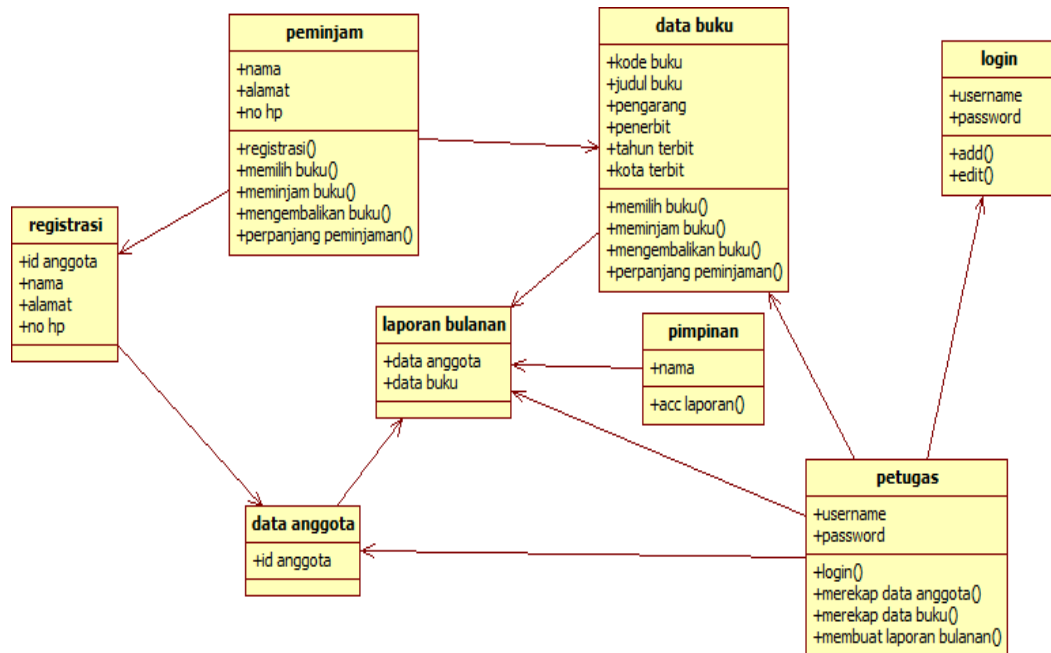 peminjam
+nama
+alamat
+no hp
+registrasi()
+memilih buku()
+meminjam buku()
+mengembalikan buku()
+perpanjang peminjaman()
data buku
+kode buku
+judul buku
+pengarang
+penerbit
+tahun terbit
+kota terbit
+memilih buku()
+meminjam buku()
+mengembalikan buku()
+perpanjang peminjaman()
login
+username
+password
+add()
+edit()
registrasi
+id anggota
+nama
+alamat
+no hp
laporan bulanan
+data anggota
+data buku
pimpinan
+nama
+acc laporan()
data anggota
+id anggota
petugas
+username
+password
+login()
+merekap data anggota()
+merekap data buku()
+membuat laporan bulanan()